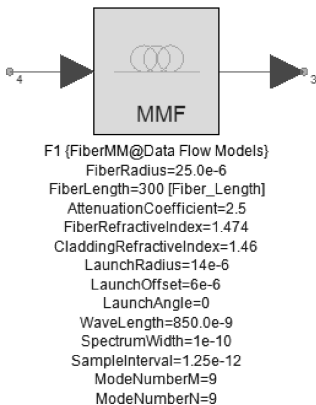 4
3
MMF
F1 {FiberMM@Data Flow Models}
FiberRadius=25.0e-6
FiberLength=300 [Fiber_Length]
AttenuationCoefficient=2.5
FiberRefractiveIndex=1.474
CladdingRefractiveIndex=1.46
LaunchRadius=14e-6
LaunchOffset=6e-6
LaunchAngle=0
WaveLength=850.0e-9
SpectrumWidth=1e-10
SampleInterval=1.25e-12
ModeNumberM=9
ModeNumberN=9